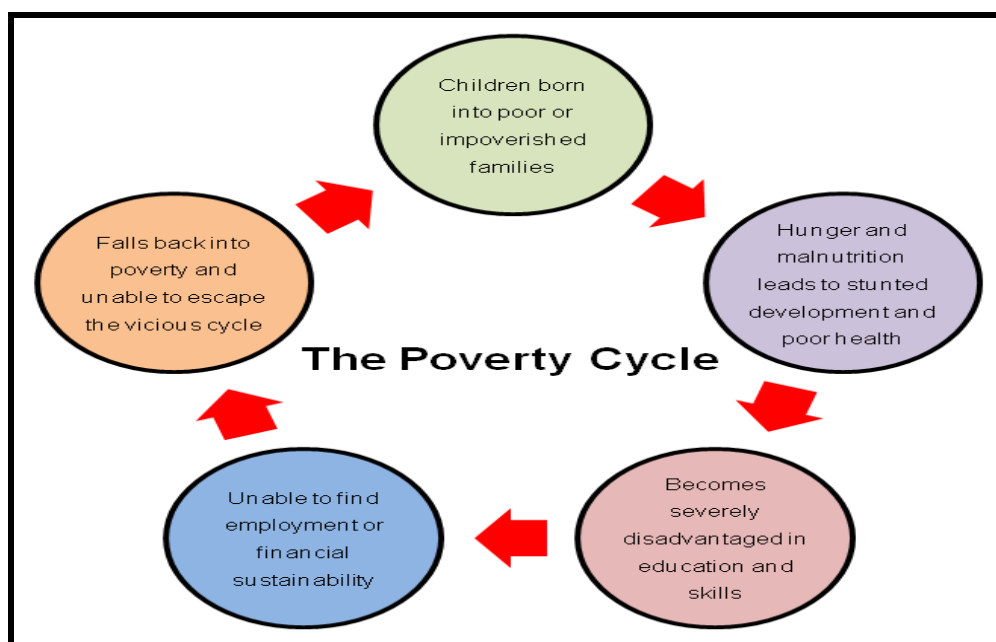 Children born
into poor or
impoverished
families
Hunger and
malnutrition
leads to stunted
development and
poor health
Becomes
severely
disadvantaged in
education and
skills
Unable to find
employment or
financial
sustainability
Falls back into
poverty and
unable to escape
the vicious cycle
The Poverty Cycle